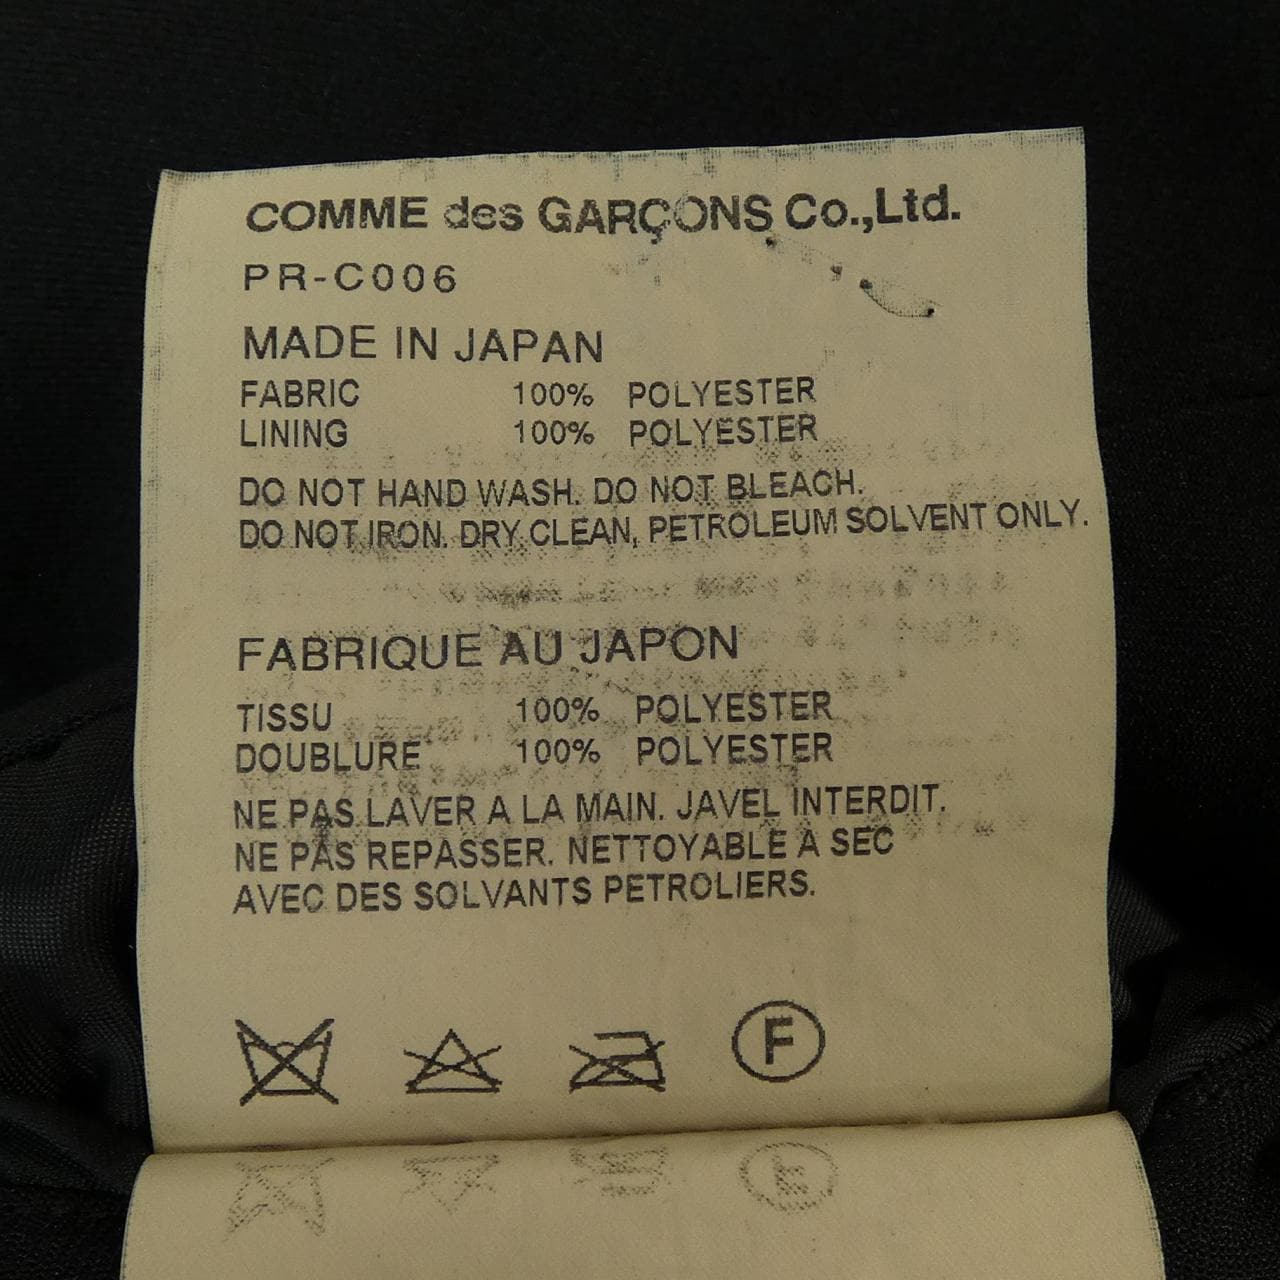 COMME des GARÇONS Co.,Ltd.
PR-C006
MADE IN JAPAN
FABRIC 100% POLYESTER
LINING 100% POLYESTER
DO NOT HAND WASH. DO NOT BLEACH.
DO NOT IRON. DRY CLEAN, PETROLEUM SOLVENT ONLY.
FABRIQUE AU JAPON
TISSU 100% POLYESTER
DOUBLURE 100% POLYESTER
NE PAS LAVER A LA MAIN. JAVEL INTERDIT.
NE PAS REPASSER. NETTOYABLE A SEC
AVEC DES SOLVANTS PETROLIERS.
F